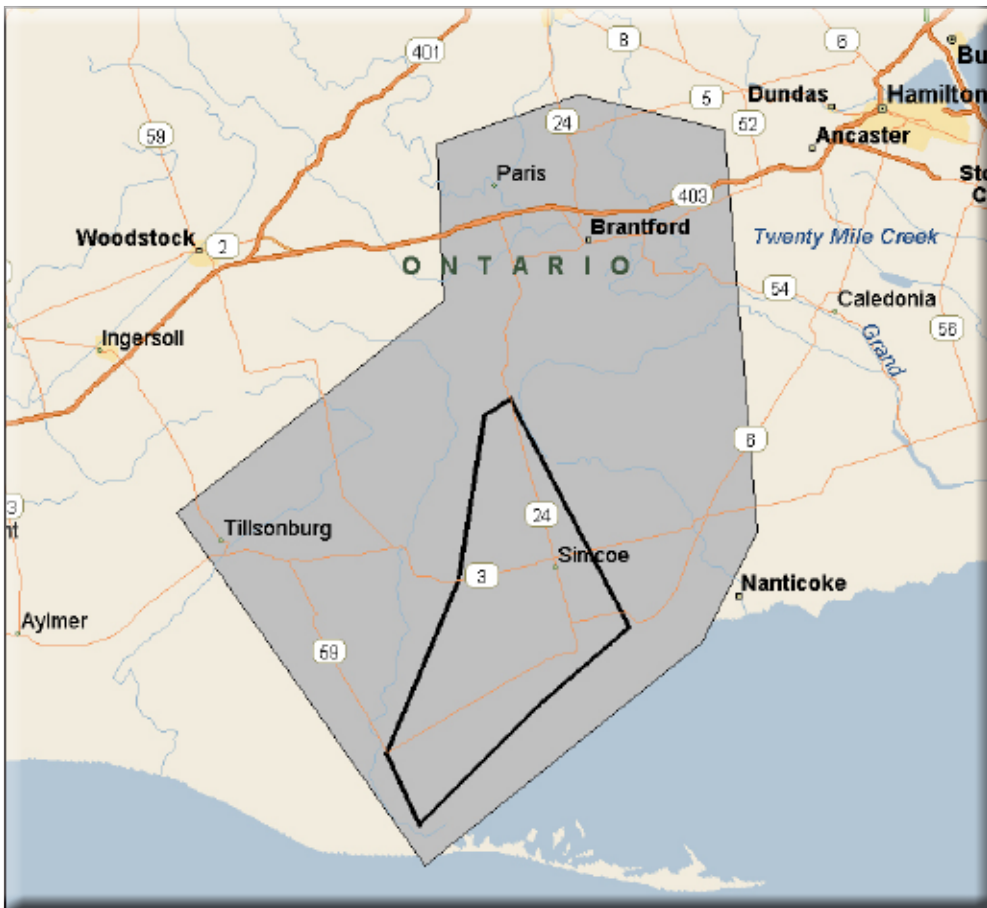 401
8
6
Bu
59
24
5
52
Dundas
Hamilton
Ancaster
Paris
403
Sto
C
Woodstock
2
Brantford
Twenty Mile Creek
ONTARIO
54
Caledonia
Ingersoll
Grand
56
6
3
nt
24
Tillsonburg
Simcoe
3
Nanticoke
Aylmer
59